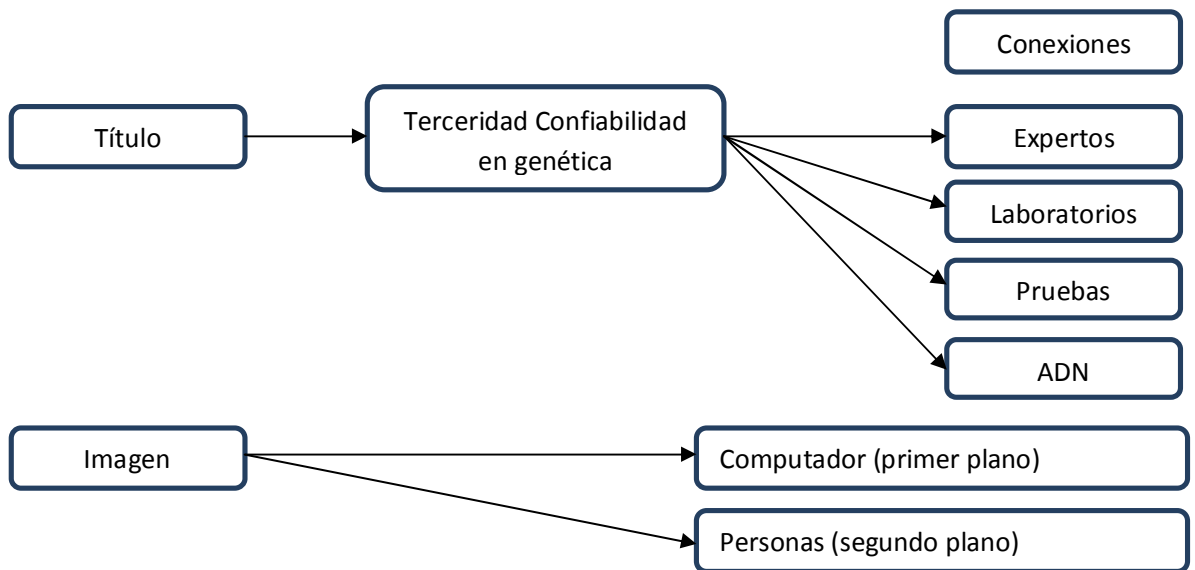 Conexiones
Título
Terceridad Confiabilidad
en genética
Expertos
Laboratorios
Pruebas
ADN
Imagen
Computador (primer plano)
Personas (segundo plano)